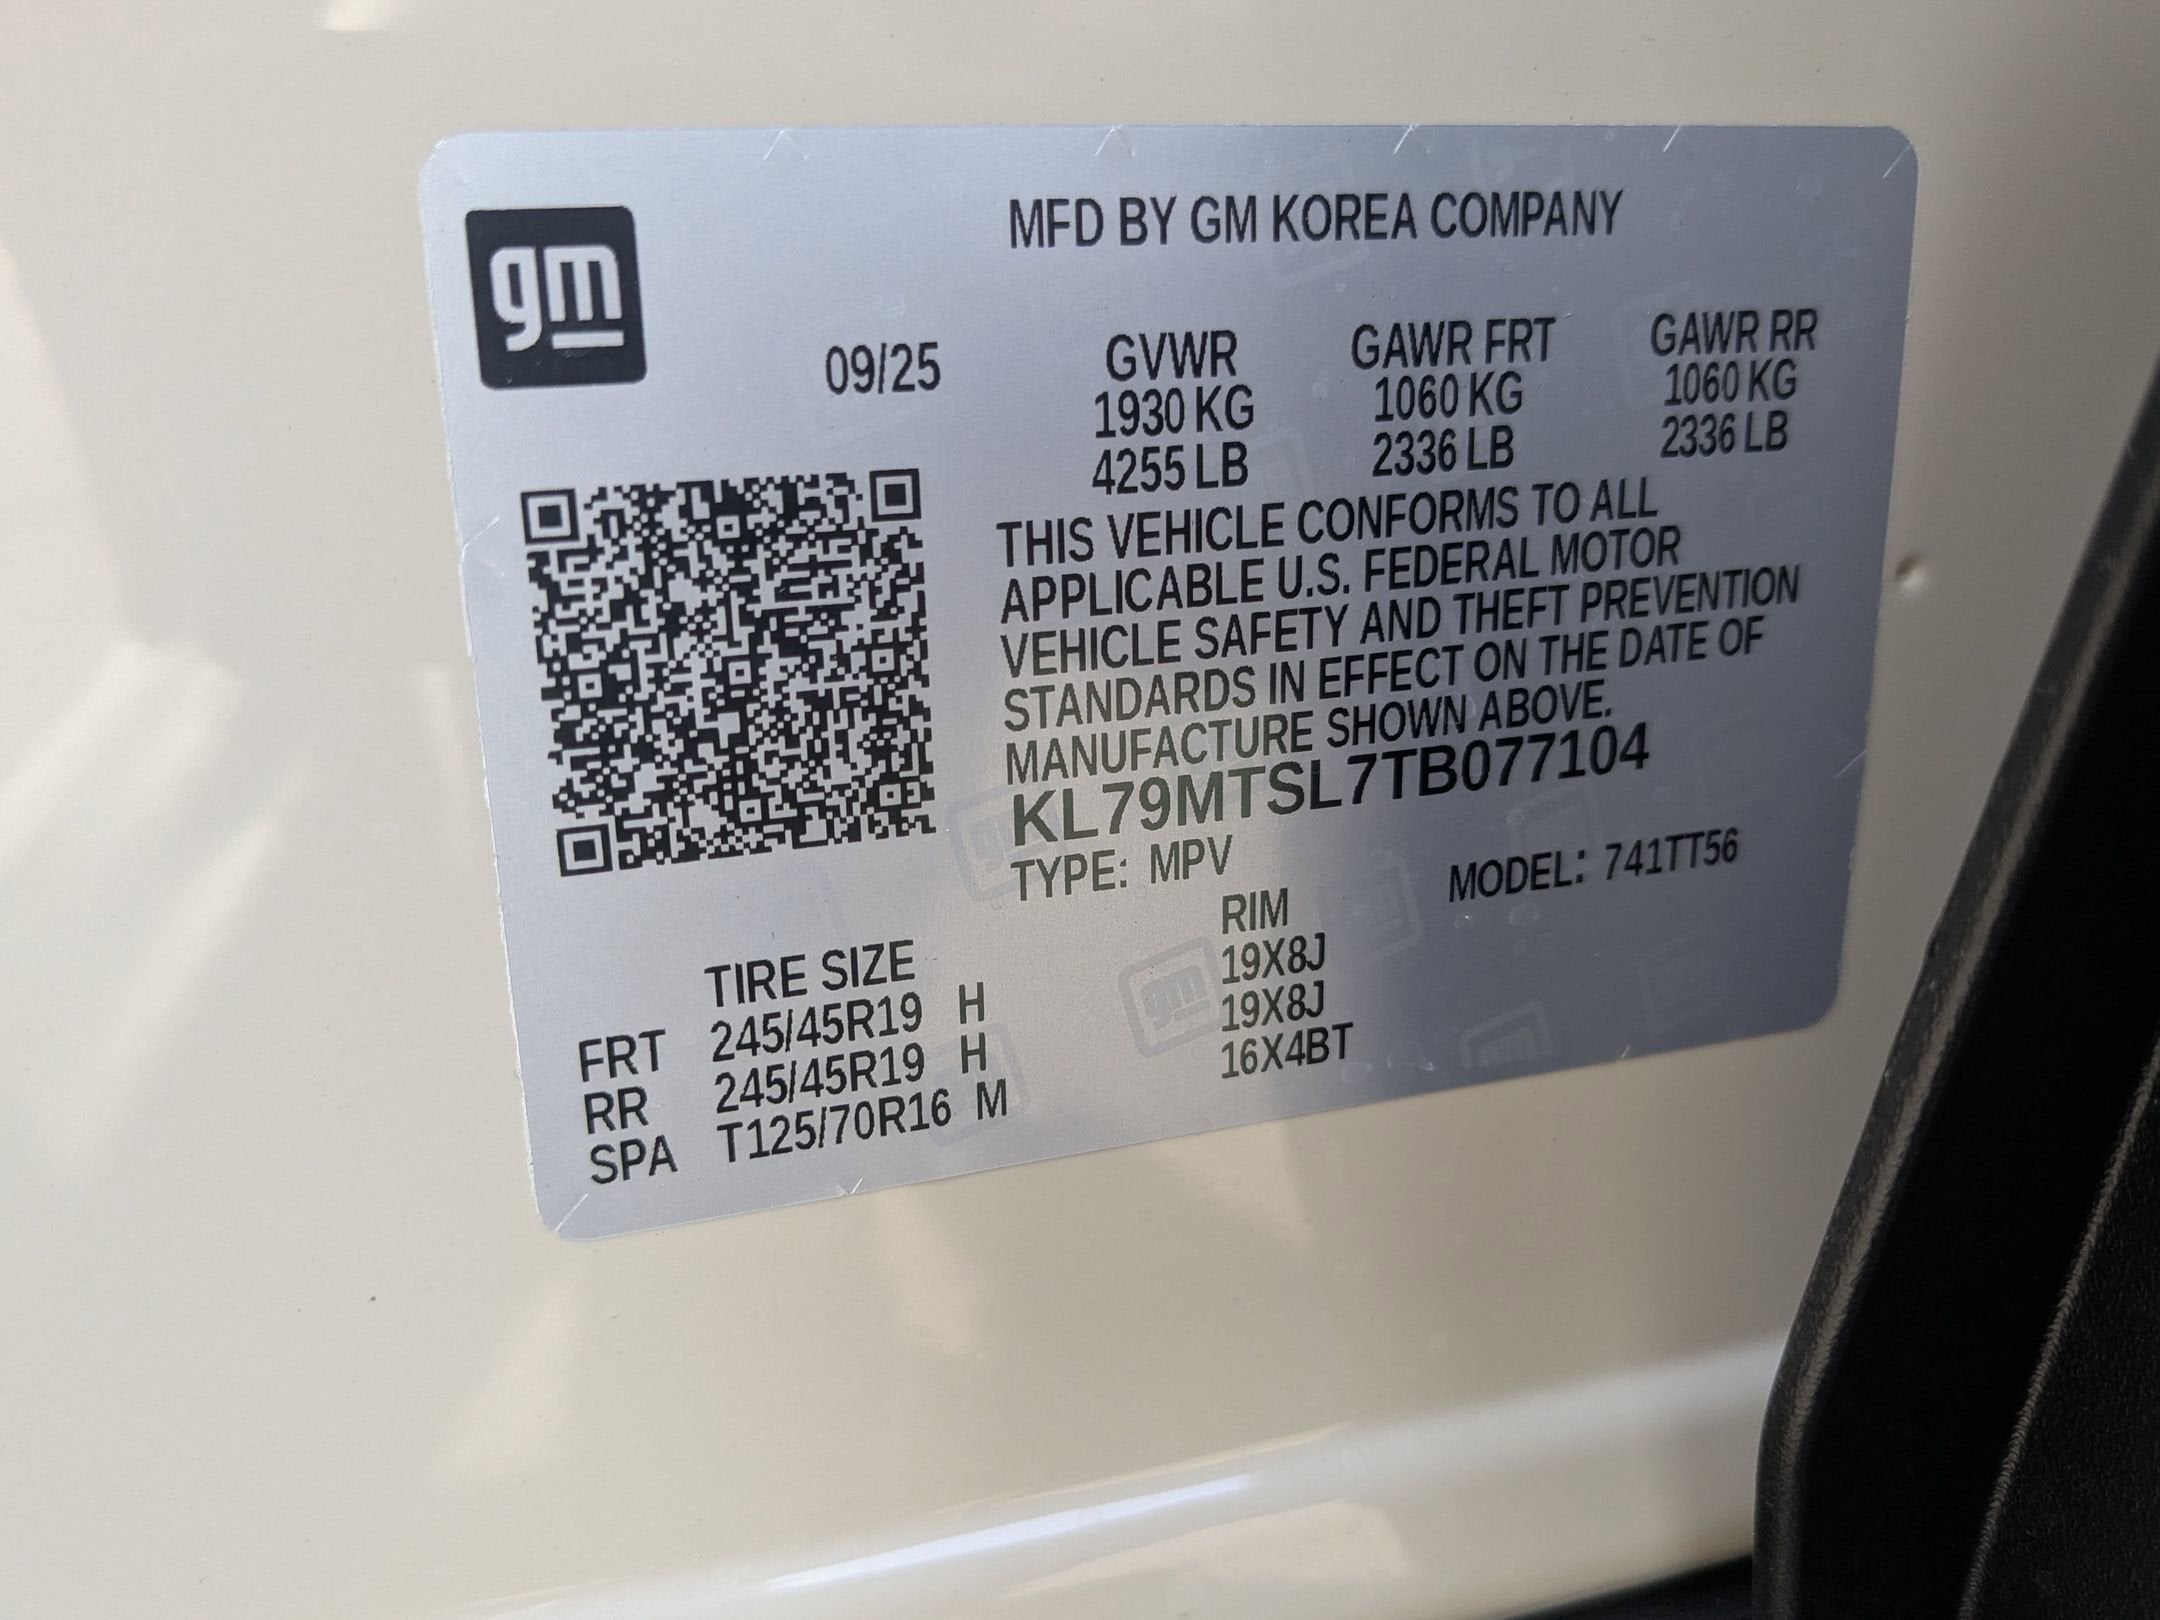 gm
MFD BY GM KOREA COMPANY
09/25
GVWR GAWR FRT GAWR RR
1930 KG 1060 KG 1060 KG
4255 LB 2336 LB 2336 LB
THIS VEHICLE CONFORMS TO ALL
APPLICABLE U.S. FEDERAL MOTOR
VEHICLE SAFETY AND THEFT PREVENTION
STANDARDS IN EFFECT ON THE DATE OF
MANUFACTURE SHOWN ABOVE.
KL79MTSL7TB077104
TYPE: MPV MODEL: 741TT56
TIRE SIZE RIM
FRT 245/45R19 H 19X8J
RR 245/45R19 H 19X8J
SPA T125/70R16 M 16X4BT